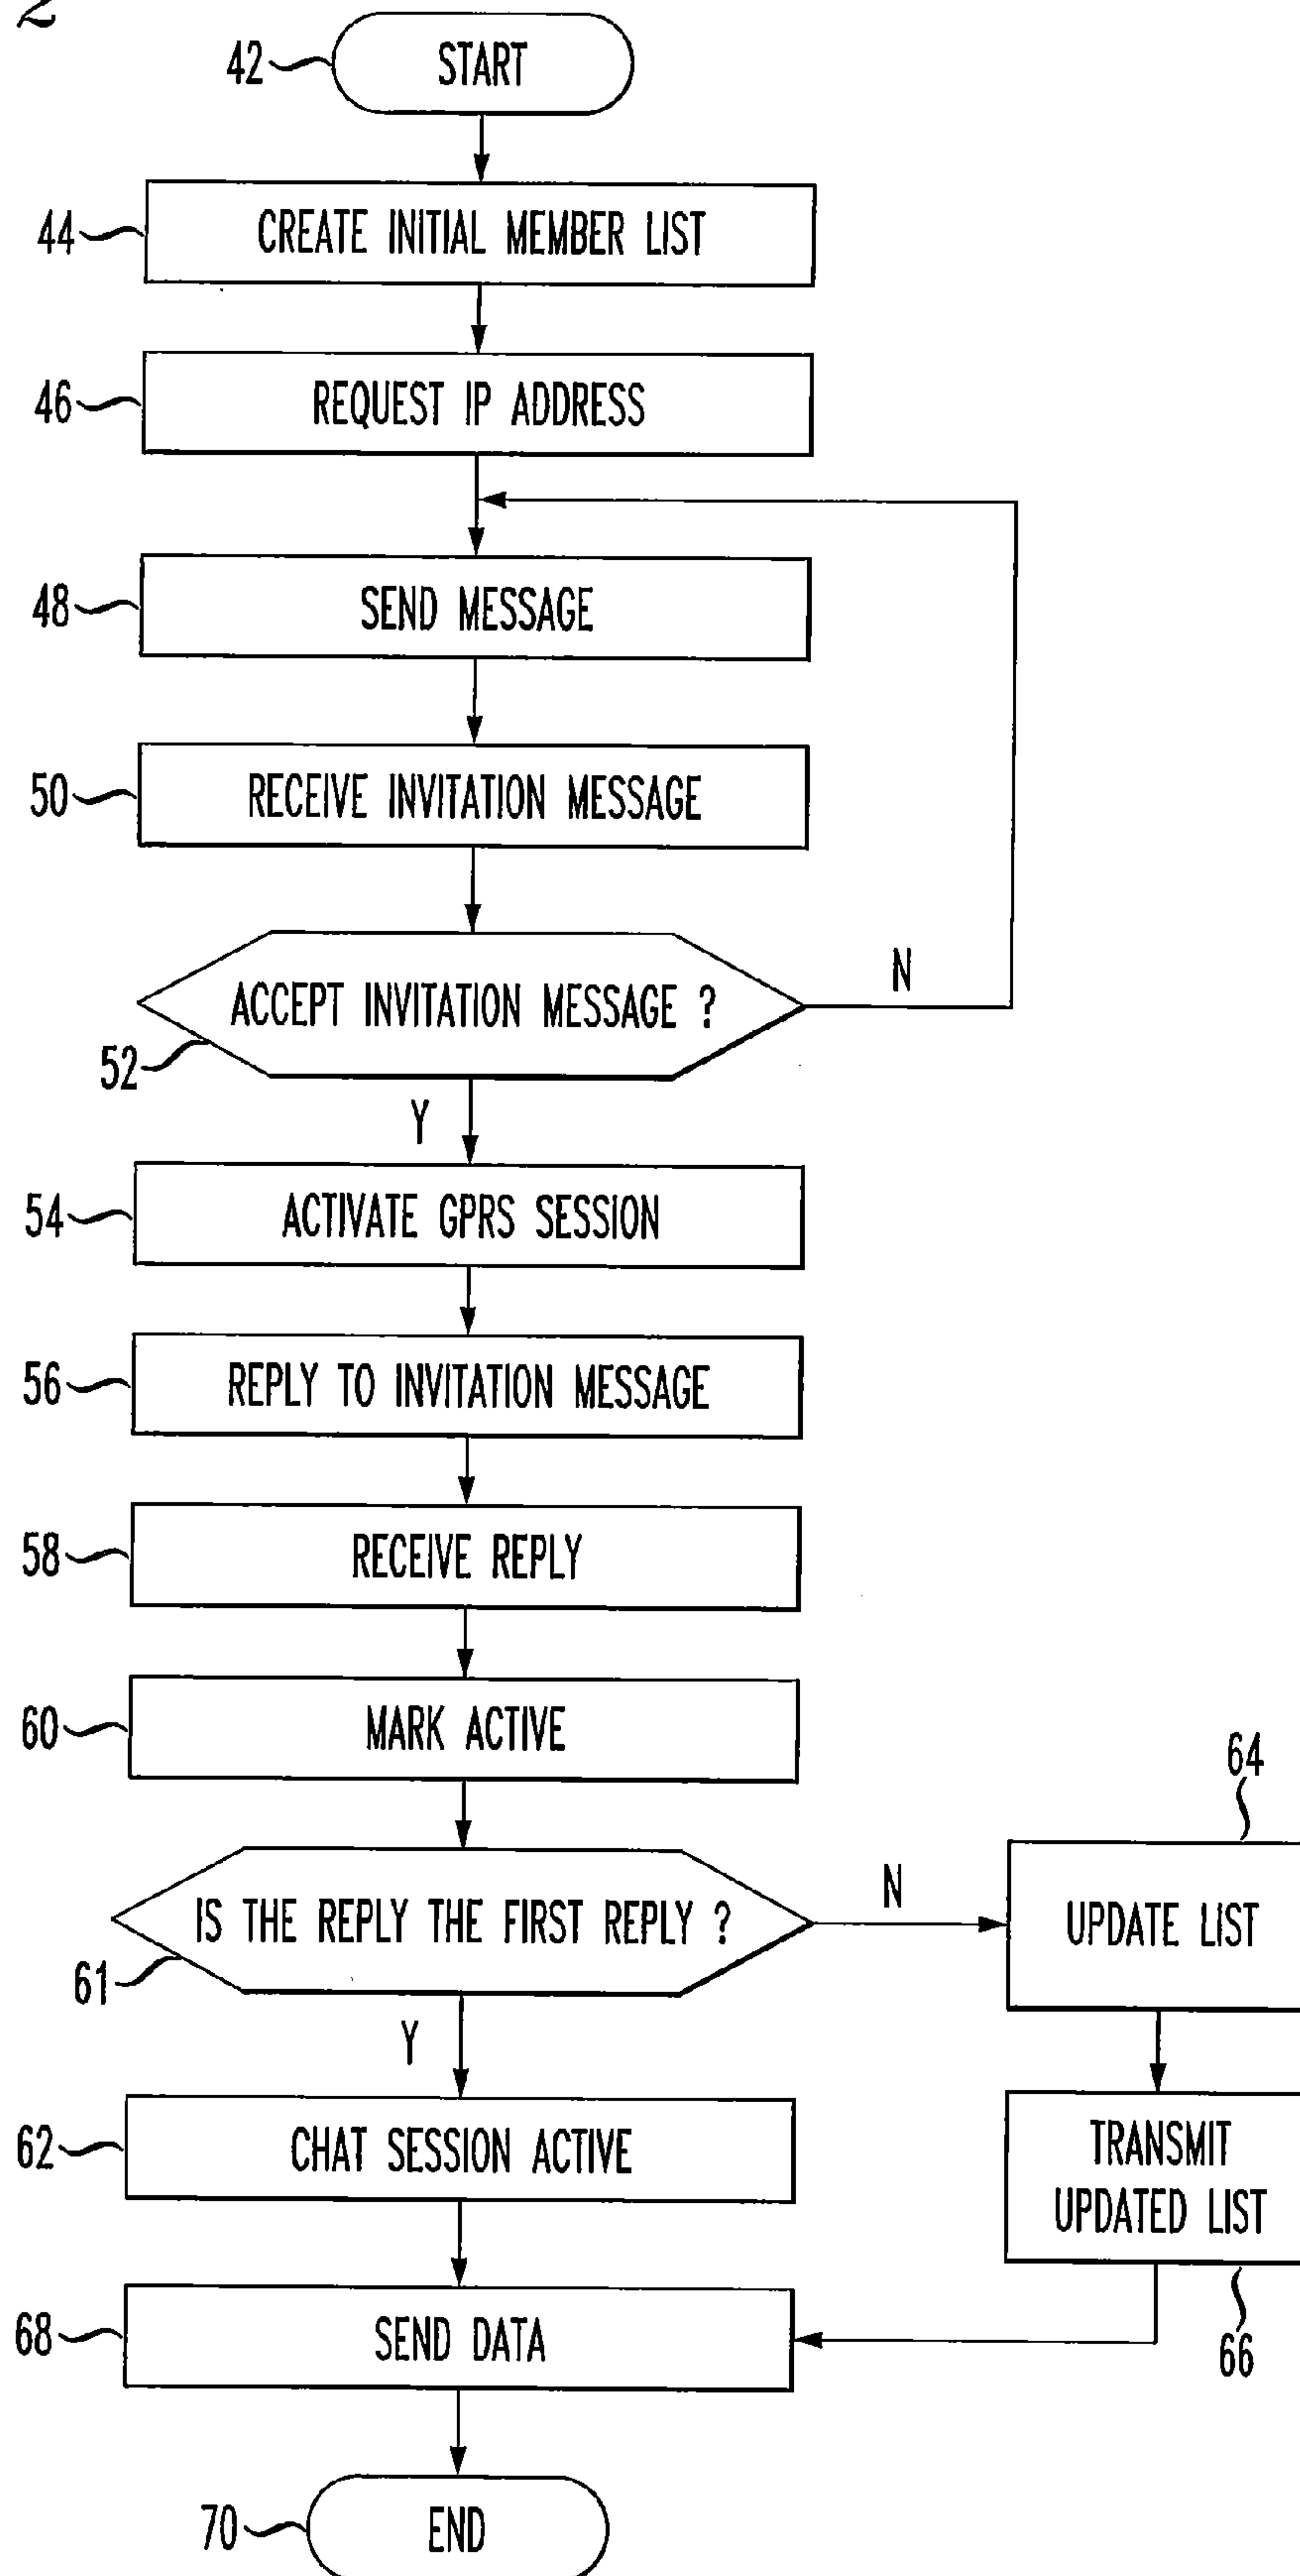 2
42 START
44 CREATE INITIAL MEMBER LIST
46 REQUEST IP ADDRESS
48 SEND MESSAGE
50 RECEIVE INVITATION MESSAGE
ACCEPT INVITATION MESSAGE ? N
52
Y
54 ACTIVATE GPRS SESSION
56 REPLY TO INVITATION MESSAGE
58 RECEIVE REPLY
60 MARK ACTIVE
64
IS THE REPLY THE FIRST REPLY ? N UPDATE LIST
61
Y
62 CHAT SESSION ACTIVE
TRANSMIT
UPDATED LIST
68 SEND DATA
66
70 END